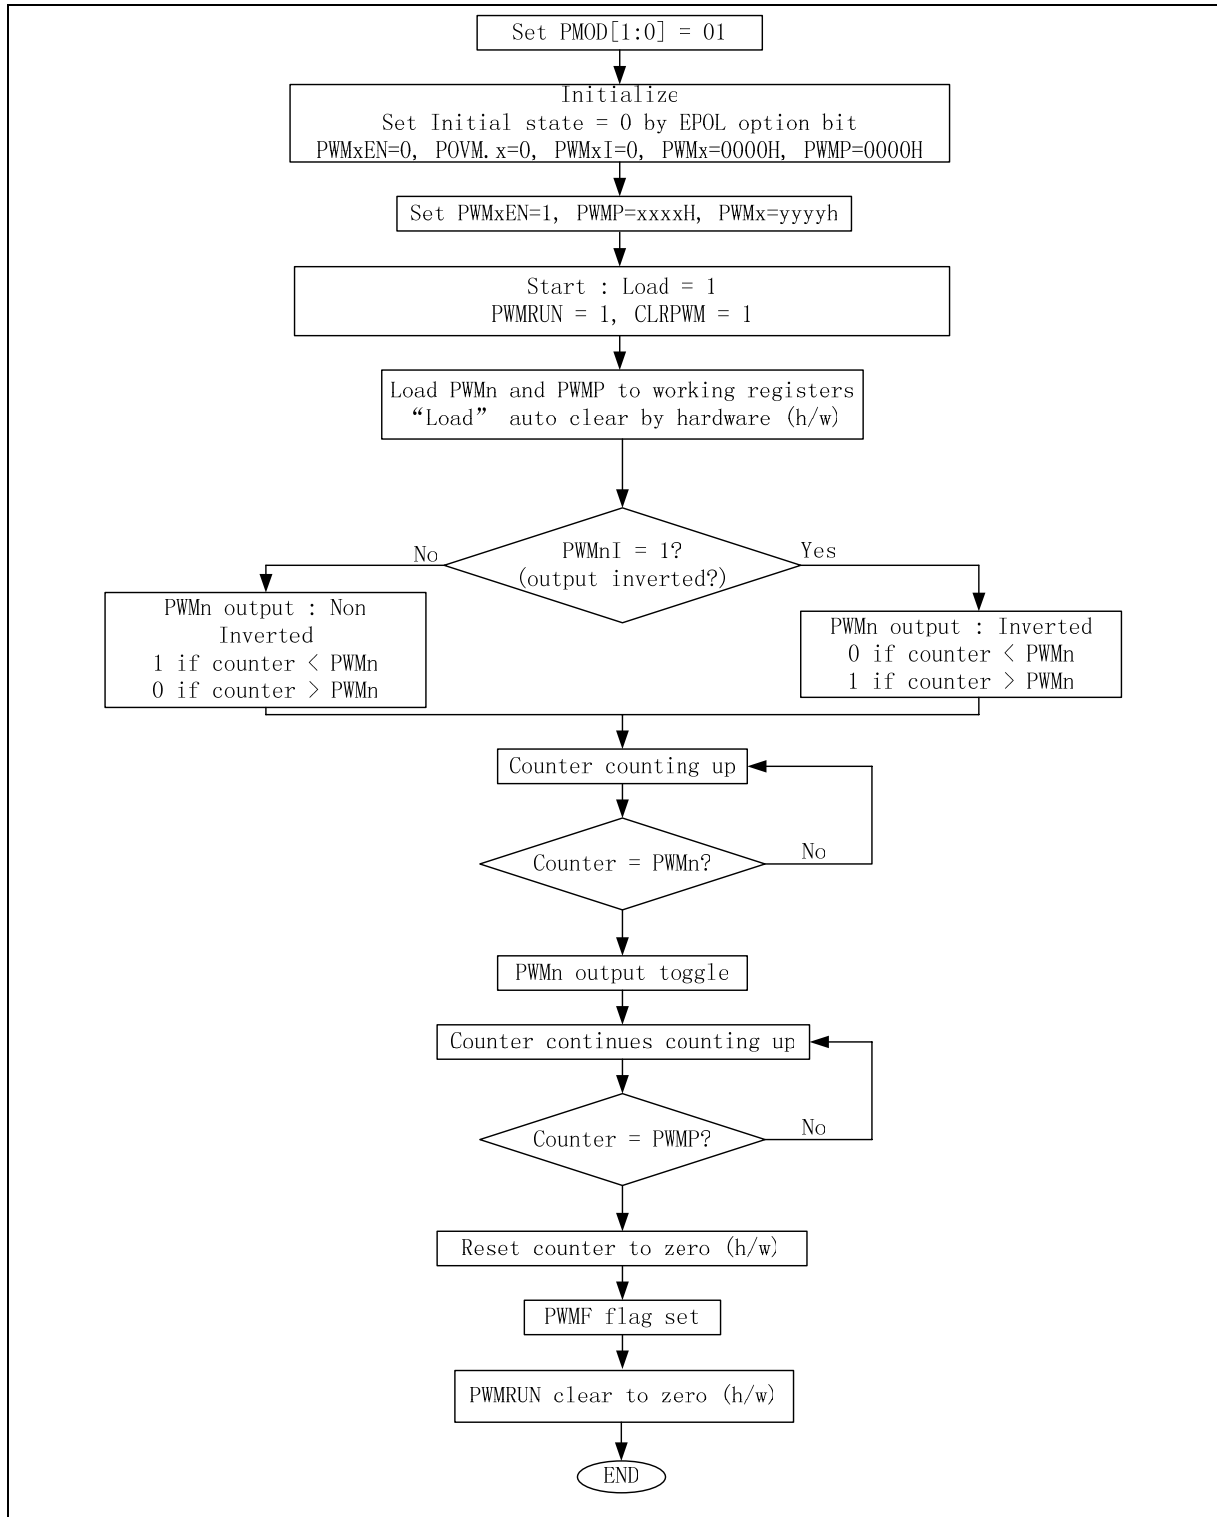 Set PMOD[1:0] = 01
Initialize
Set Initial state = 0 by EPOL option bit
PWMxEN=0, POVM.x=0, PWMxI=0, PWMx=0000H, PWMP=0000H
Set PWMxEN=1, PWMP=xxxxH, PWMx=yyyyh
Start : Load = 1
PWMRUN = 1, CLRPWM = 1
Load PWMn and PWMP to working registers
“Load” auto clear by hardware (h/w)
PWMnI = 1?
(output inverted?)
No
Yes
PWMn output : Non
Inverted
1 if counter < PWMn
0 if counter > PWMn
PWMn output : Inverted
0 if counter < PWMn
1 if counter > PWMn
Counter counting up
Counter = PWMn?
No
PWMn output toggle
Counter continues counting up
Counter = PWMP?
No
Reset counter to zero (h/w)
PWMF flag set
PWMRUN clear to zero (h/w)
END